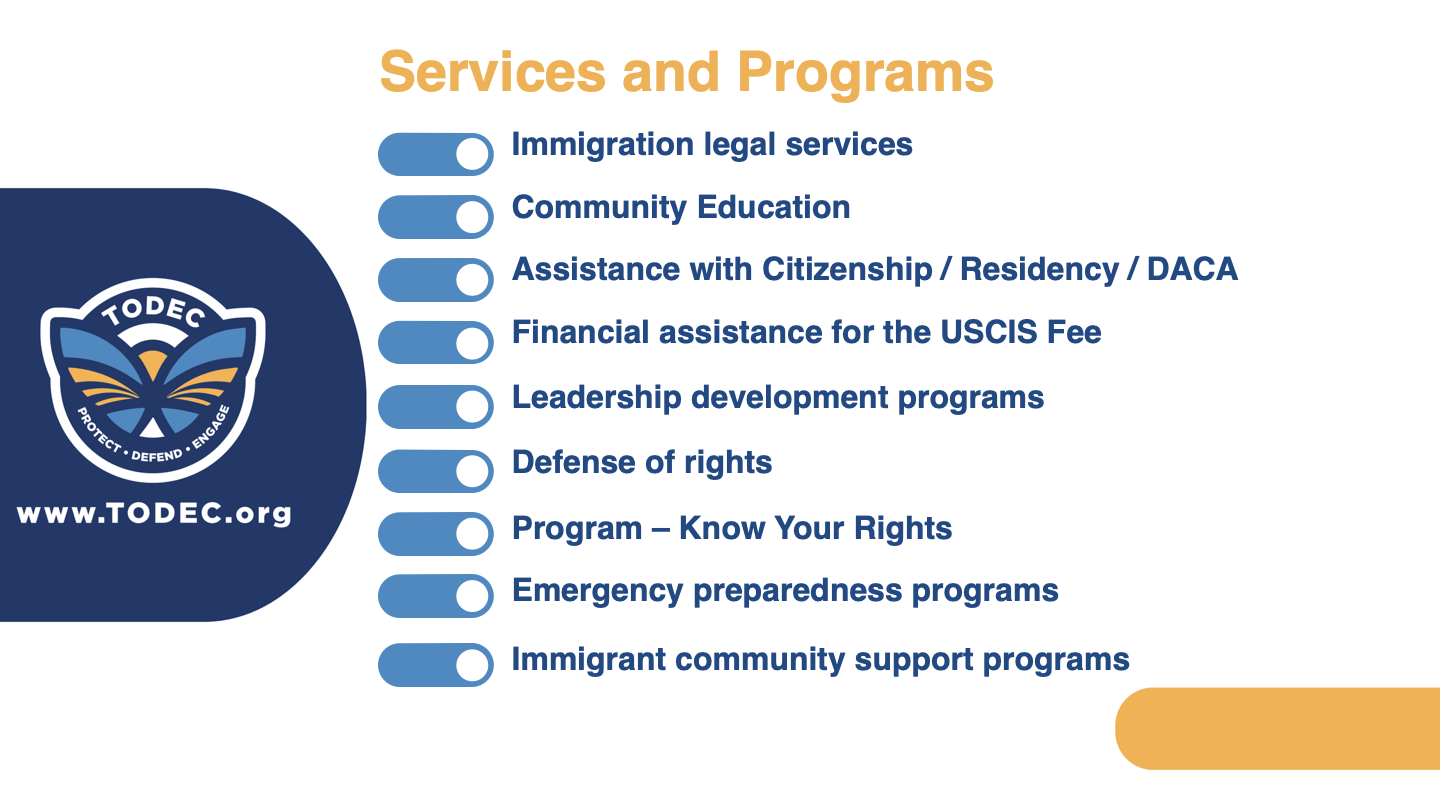 Services and Programs
Immigration legal services
Community Education
Assistance with Citizenship / Residency / DACA
Financial assistance for the USCIS Fee
Leadership development programs
Defense of rights
Program – Know Your Rights
Emergency preparedness programs
Immigrant community support programs
TODEC
PROTECT • DEFEND • ENGAGE
www.TODEC.org